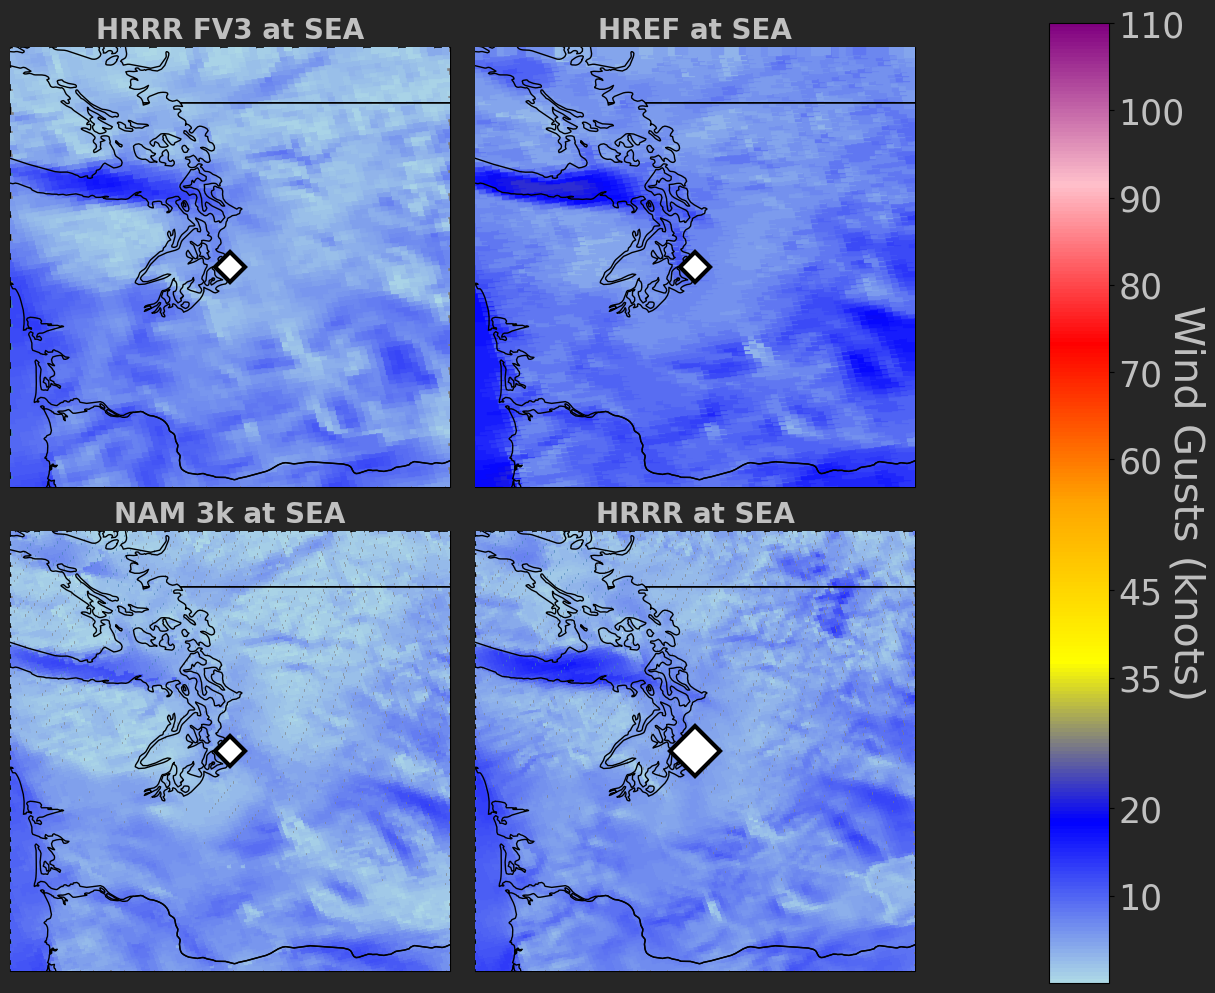 HRRR FV3 at SEA
HREF at SEA
NAM 3k at SEA
HRRR at SEA
110
100
90
80
70
60
45
35
20
10
Wind Gusts (knots)